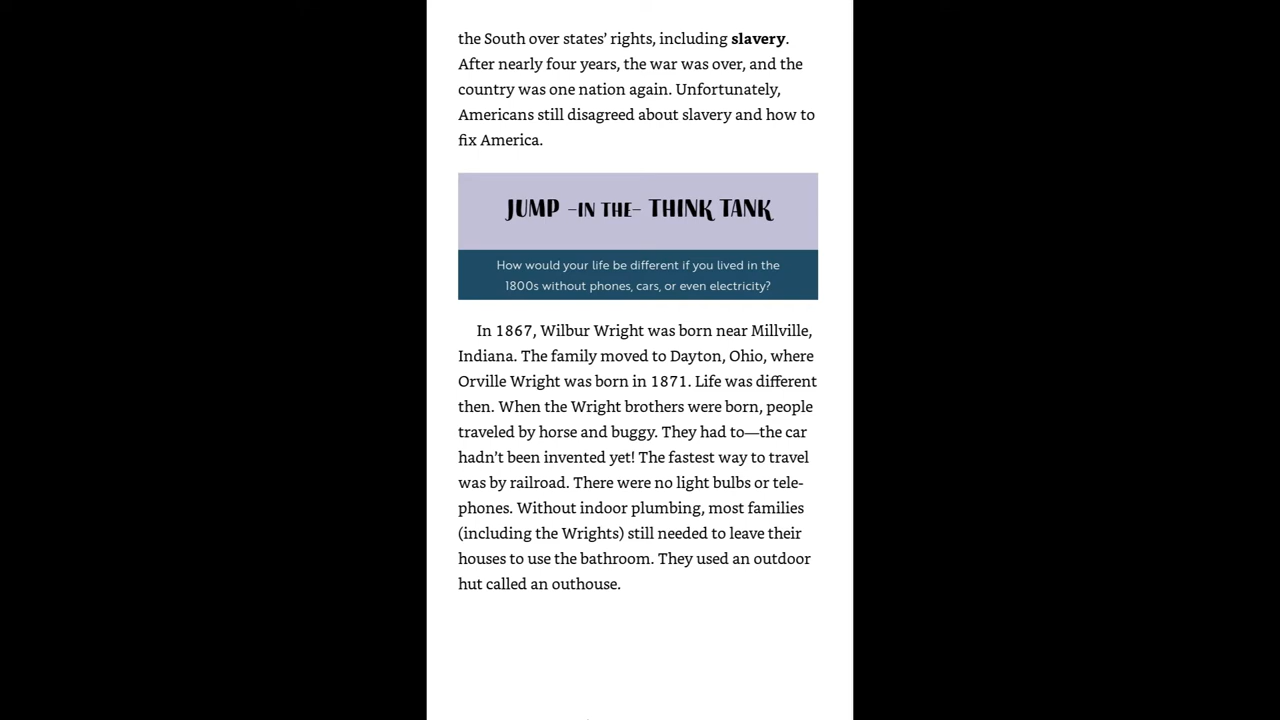 the South over states’ rights, including slavery.
After nearly four years, the war was over, and the
country was one nation again. Unfortunately,
Americans still disagreed about slavery and how to
fix America.
JUMP –IN THE– THINK TANK
How would your life be different if you lived in the
1800s without phones, cars, or even electricity?
In 1867, Wilbur Wright was born near Millville,
Indiana. The family moved to Dayton, Ohio, where
Orville Wright was born in 1871. Life was different
then. When the Wright brothers were born, people
traveled by horse and buggy. They had to—the car
hadn’t been invented yet! The fastest way to travel
was by railroad. There were no light bulbs or tele-
phones. Without indoor plumbing, most families
(including the Wrights) still needed to leave their
houses to use the bathroom. They used an outdoor
hut called an outhouse.